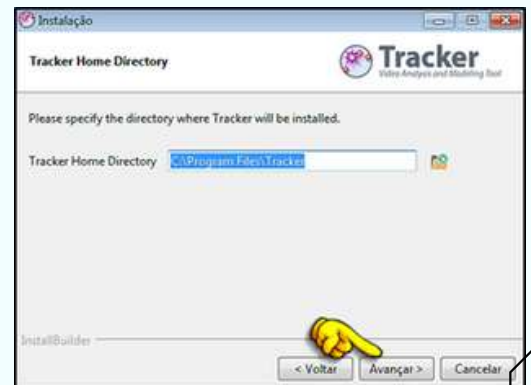 Instalação
Tracker Home Directory
Tracker
Video Analysis and Modeling Tool
Please specify the directory where Tracker will be installed.
Tracker Home Directory C:\Program Files\Tracker
InstallBuilder
< Voltar Avançar > Cancelar